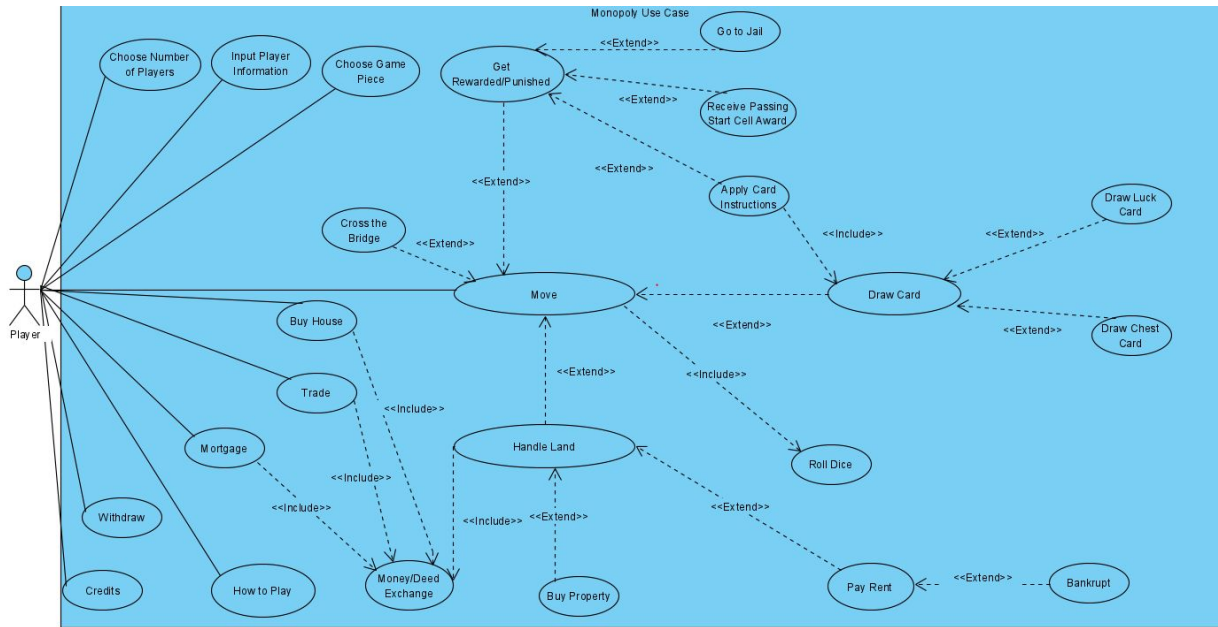 Monopoly Use Case
Choose Number
of Players
Input Player
Information
Choose Game
Piece
Get
Rewarded/Punished
<<Extend>>
Go to Jail
<<Extend>>
Receive Passing
Start Cell Award
<<Extend>>
<<Extend>>
Apply Card
Instructions
Draw Luck
Card
Cross the
Bridge
<<Extend>>
<<Include>>
<<Extend>>
Move
Draw Card
<<Extend>>
Player
Buy House
<<Extend>>
Draw Chest
Card
<<Extend>>
<<Include>>
Trade
<<Include>>
Mortgage
Handle Land
Roll Dice
<<Include>>
<<Include>>
<<Extend>>
Withdraw
<<Include>>
<<Extend>>
Credits
How to Play
Money/Deed
Exchange
Buy Property
Pay Rent
<<Extend>>
Bankrupt